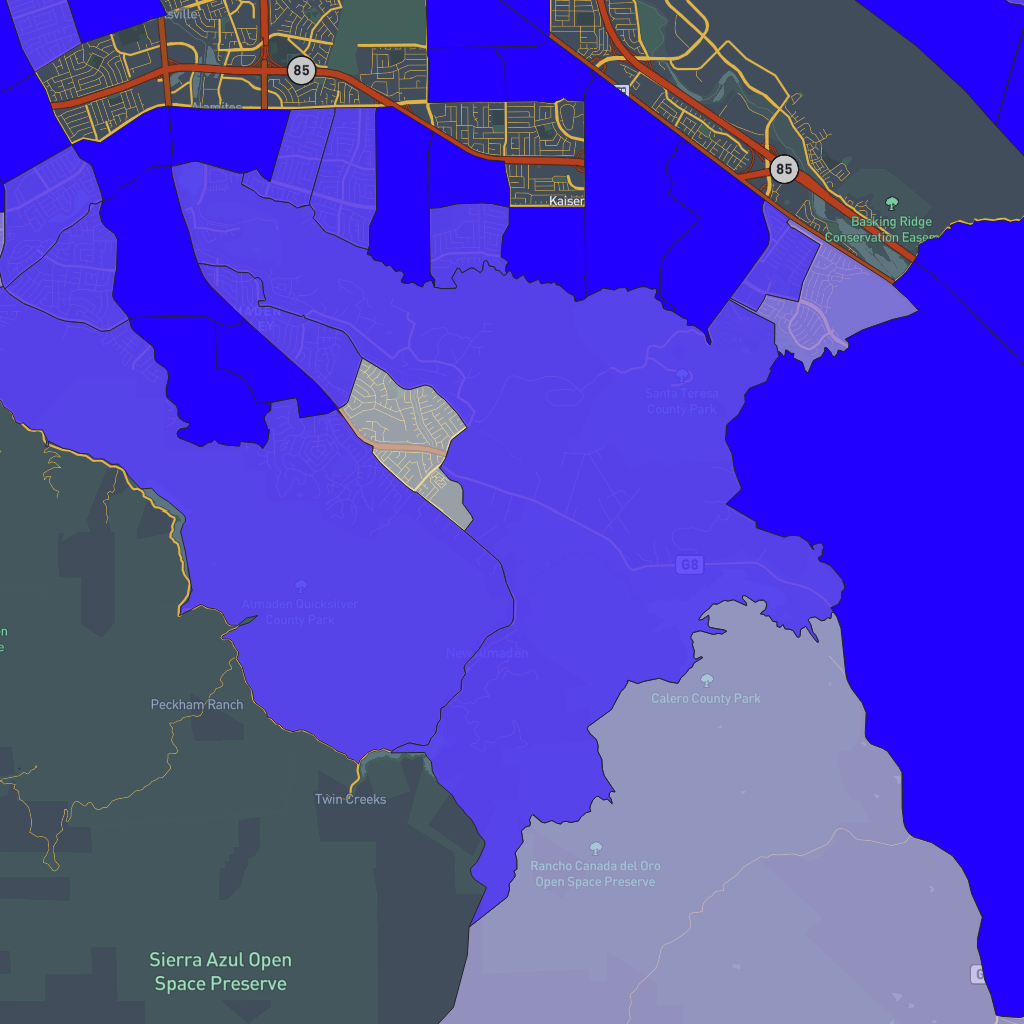 sville
85
Alamitos
85
Kaiser
Basking Ridge
Conservation Easem
Santa Teresa
County Park
G8
Almaden Quicksilver
County Park
New Almaden
Peckham Ranch
Calero County Park
Twin Creeks
Rancho Canada del Oro
Open Space Preserve
Sierra Azul Open
Space Preserve